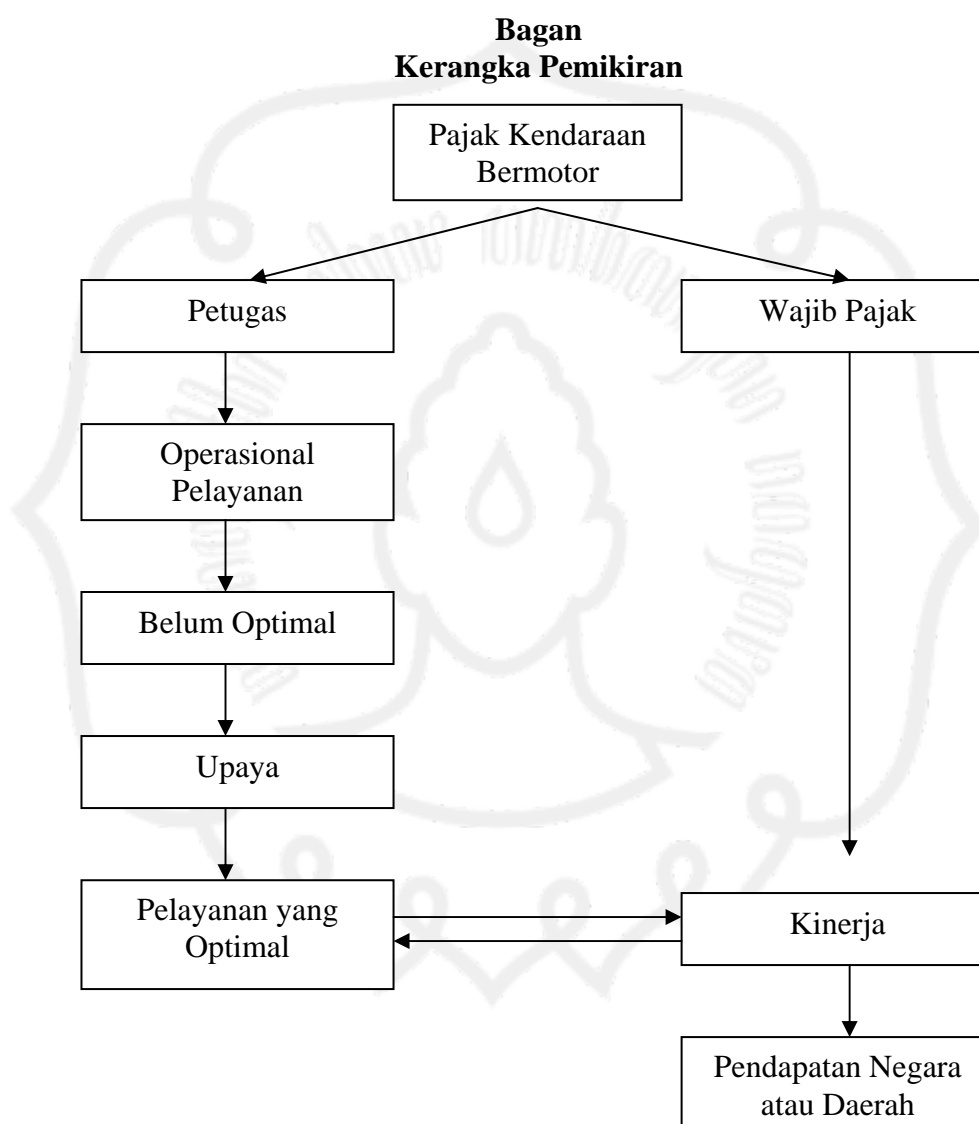 Bagan
Kerangka Pemikiran
Pajak Kendaraan
Bermotor
Petugas
Wajib Pajak
Operasional
Pelayanan
Belum Optimal
Upaya
Pelayanan yang
Optimal
Kinerja
Pendapatan Negara
atau Daerah